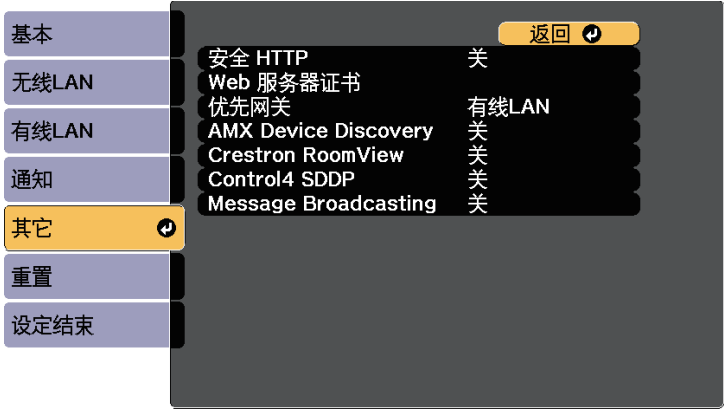 基本
无线LAN
有线LAN
通知
其它
重置
设定结束
返回
安全 HTTP 关
Web 服务器证书
优先网关 有线LAN
AMX Device Discovery 关
Crestron RoomView 关
Control4 SDDP 关
Message Broadcasting 关